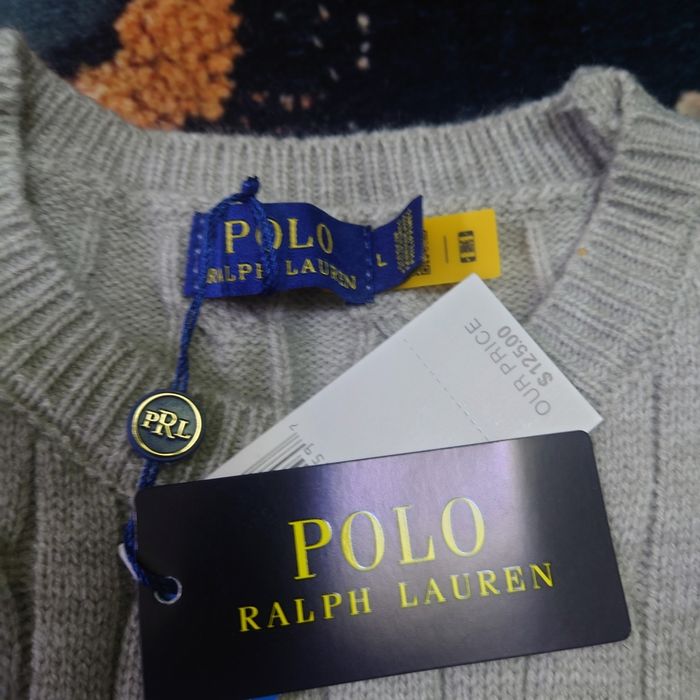 POLO
RALPH LAUREN
L
OUR PRICE
$125.00
PRL
POLO
RALPH LAUREN